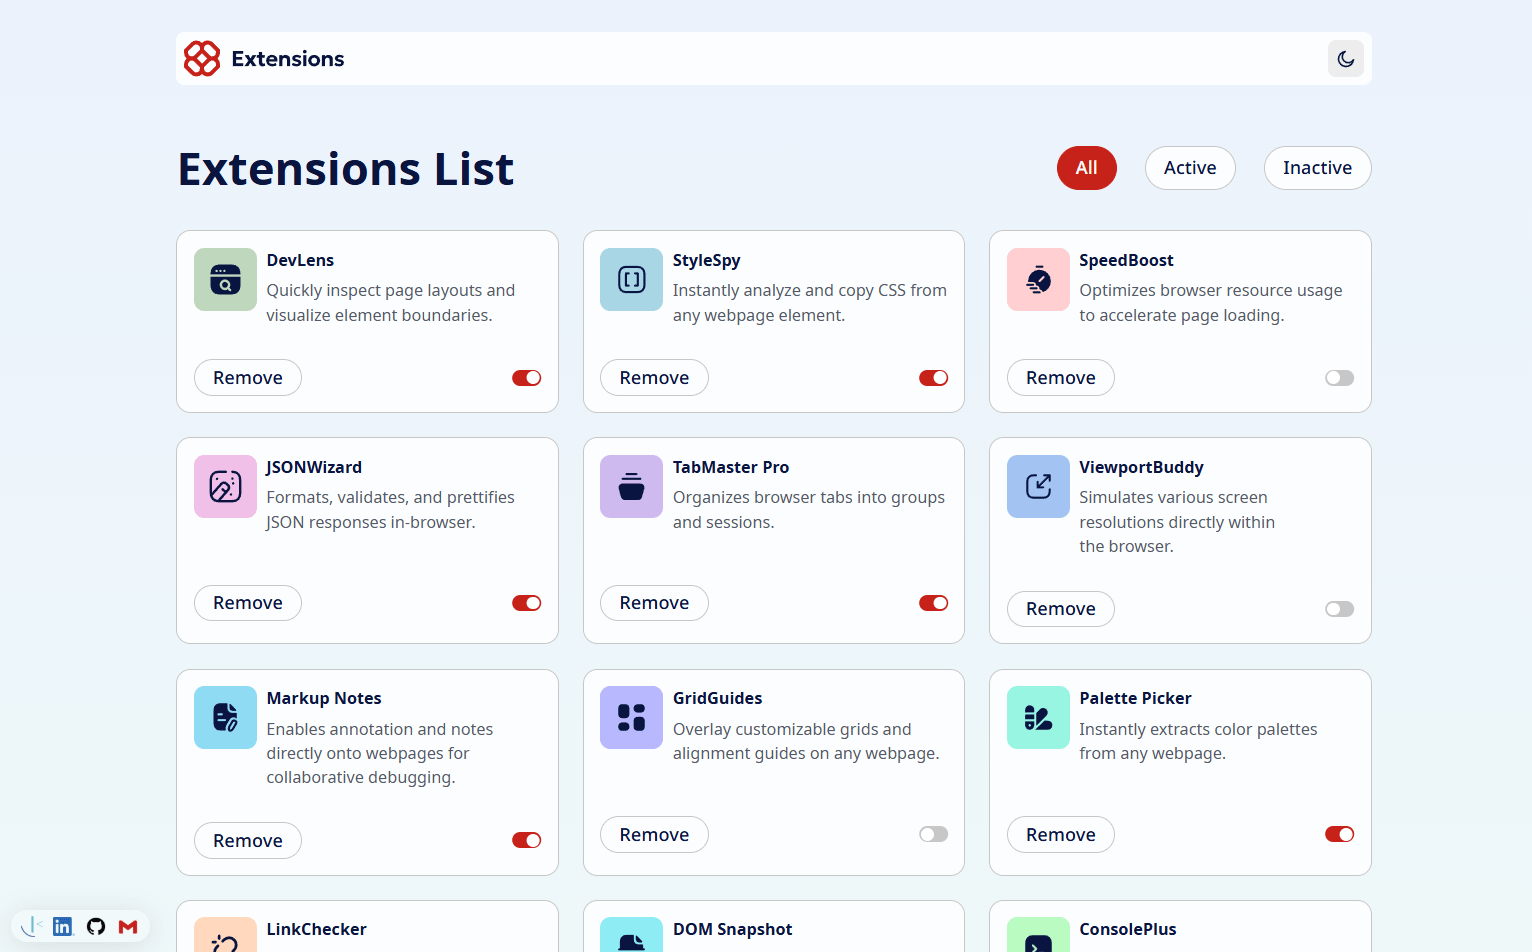 Extensions
Extensions List
All
Active
Inactive
DevLens
Quickly inspect page layouts and
visualize element boundaries.
Remove
StyleSpy
Instantly analyze and copy CSS from
any webpage element.
Remove
SpeedBoost
Optimizes browser resource usage
to accelerate page loading.
Remove
JSONWizard
Formats, validates, and prettifies
JSON responses in-browser.
Remove
TabMaster Pro
Organizes browser tabs into groups
and sessions.
Remove
ViewportBuddy
Simulates various screen
resolutions directly within
the browser.
Remove
Markup Notes
Enables annotation and notes
directly onto webpages for
collaborative debugging.
Remove
GridGuides
Overlay customizable grids and
alignment guides on any webpage.
Remove
Palette Picker
Instantly extracts color palettes
from any webpage.
Remove
LinkChecker
DOM Snapshot
ConsolePlus
in